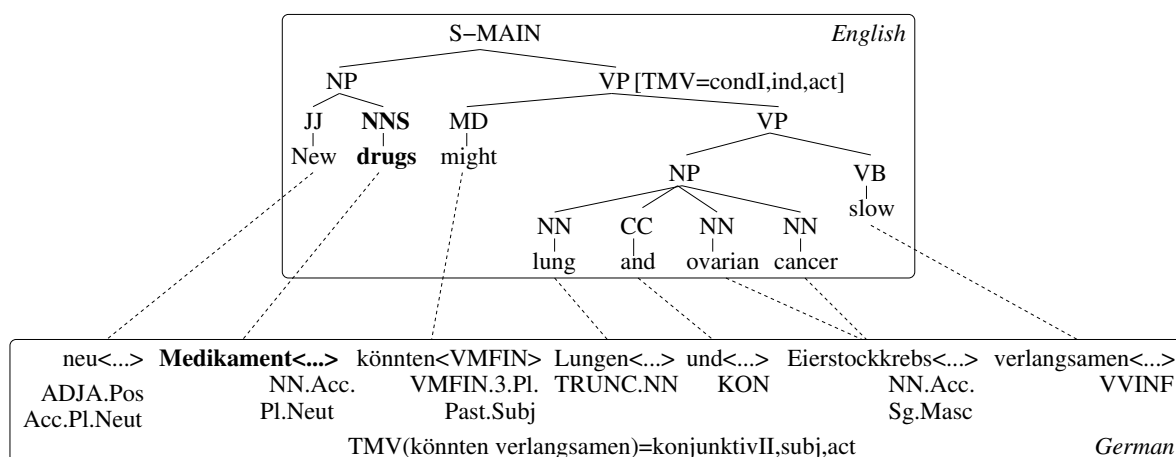 S−MAIN English
NP VP [TMV=condI,ind,act]
JJ NNS MD VP
New drugs might
NP VB
slow
NN CC NN NN
lung and ovarian cancer
neu<...> Medikament<...> könnten<VMFIN> Lungen<...> und<...> Eierstockkrebs<...> verlangsamen<...>
ADJA.Pos NN.Acc. VMFIN.3.Pl. TRUNC.NN KON NN.Acc. VVINF
Acc.Pl.Neut Pl.Neut Past.Subj Sg.Masc
TMV(könnten verlangsamen)=konjunktivII,subj,act German